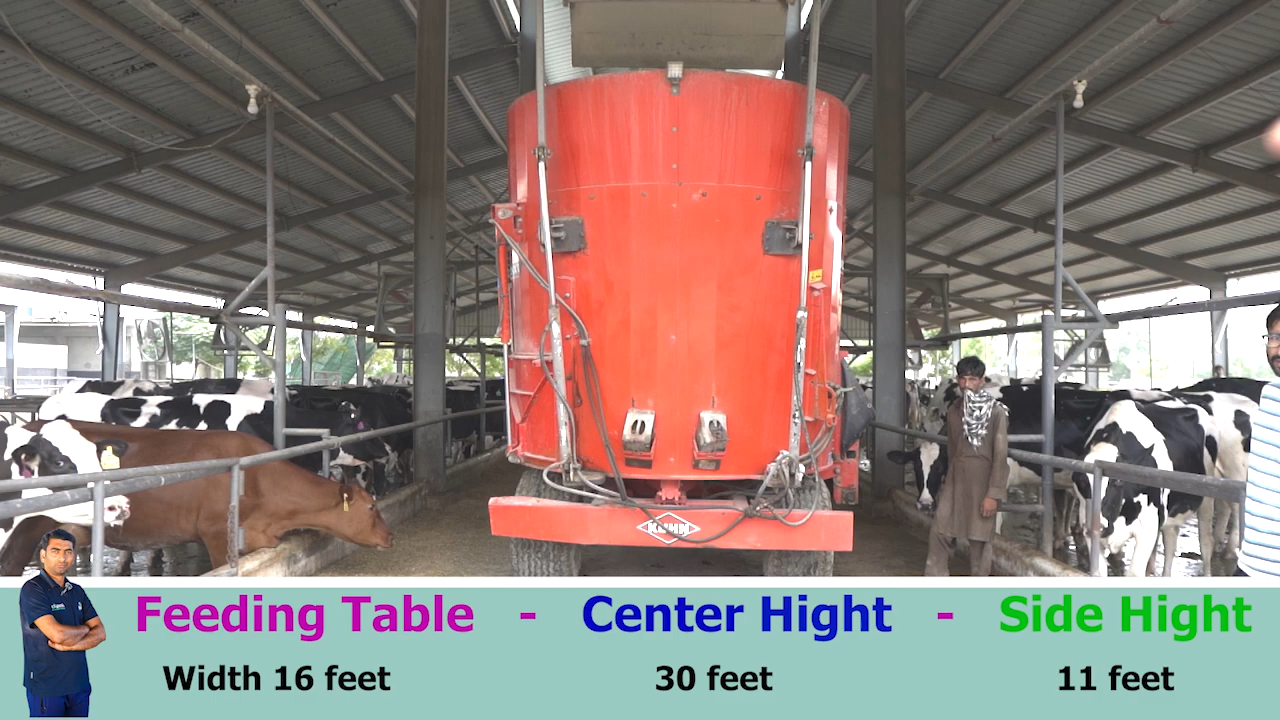 KUHN
Feeding Table - Center Hight - Side Hight
Width 16 feet 30 feet 11 feet